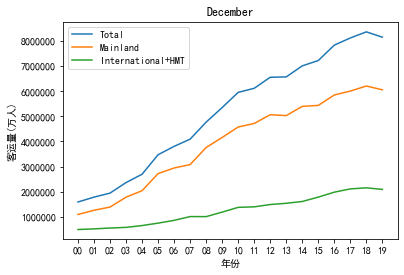 December
Total
Mainland
International+HMT
客运量(万人)
8000000
7000000
6000000
5000000
4000000
3000000
2000000
1000000
00 01 02 03 04 05 06 07 08 09 10 11 12 13 14 15 16 17 18 19
年份